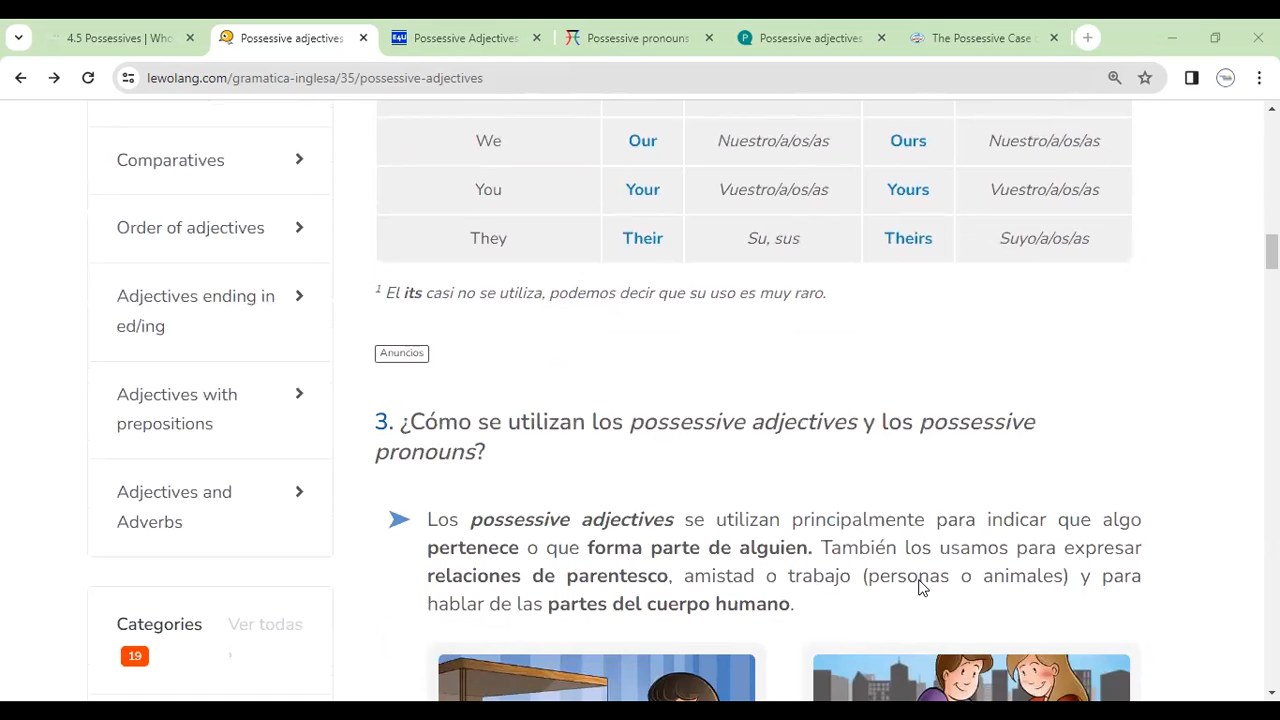 4.5 Possessives | Who
Possessive adjectives
E4U
Possessive Adjectives
Possessive pronouns
P
Possessive adjectives
The Possessive Case
lewolang.com/gramatica-inglesa/35/possessive-adjectives
Comparatives
Order of adjectives
Adjectives ending in
ed/ing
Adjectives with
prepositions
Adjectives and
Adverbs
Categories
Ver todas
19
We Our Nuestro/a/os/as Ours Nuestro/a/os/as
You Your Vuestro/a/os/as Yours Vuestro/a/os/as
They Their Su, sus Theirs Suyo/a/os/as
1 El its casi no se utiliza, podemos decir que su uso es muy raro.
Anuncios
3. ¿Cómo se utilizan los possessive adjectives y los possessive
pronouns?
Los possessive adjectives se utilizan principalmente para indicar que algo
pertenece o que forma parte de alguien. También los usamos para expresar
relaciones de parentesco, amistad o trabajo (personas o animales) y para
hablar de las partes del cuerpo humano.